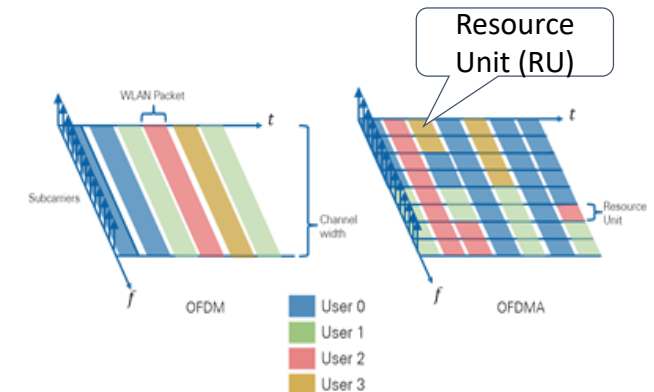 Resource
Unit (RU)
WLAN Packet
t
t
Subcarriers
Channel
width
Resource
Unit
f
OFDM
f
OFDMA
User 0
User 1
User 2
User 3